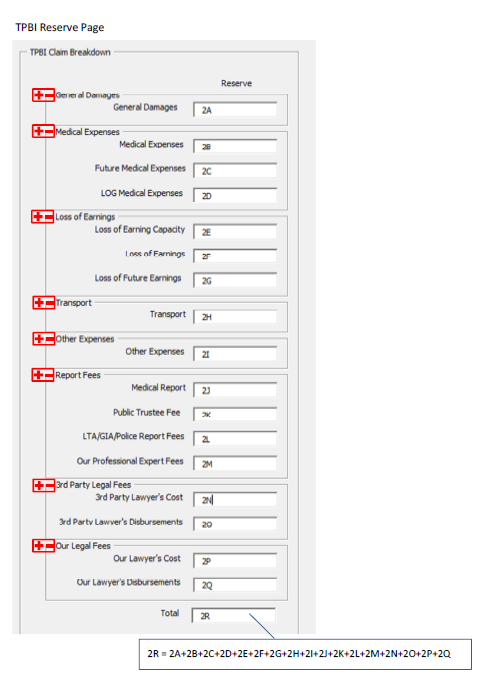 TPBI Reserve Page
TPBI Claim Breakdown
Reserve
General Damages
General Damages 2A
Medical Expenses
Medical Expenses 2B
Future Medical Expenses 2C
LOG Medical Expenses 2D
Loss of Earnings
Loss of Earning Capacity 2E
Loss of Earnings 2F
Loss of Future Earnings 2G
Transport
Transport 2H
Other Expenses
Other Expenses 2I
Report Fees
Medical Report 2J
Public Trustee Fee 2K
LTA/GIA/Police Report Fees 2L
Our Professional Expert Fees 2M
3rd Party Legal Fees
3rd Party Lawyer's Cost 2N
3rd Party Lawyer's Disbursements 2O
Our Legal Fees
Our Lawyer's Cost 2P
Our Lawyer's Disbursements 2Q
Total 2R
2R = 2A+2B+2C+2D+2E+2F+2G+2H+2I+2J+2K+2L+2M+2N+2O+2P+2Q